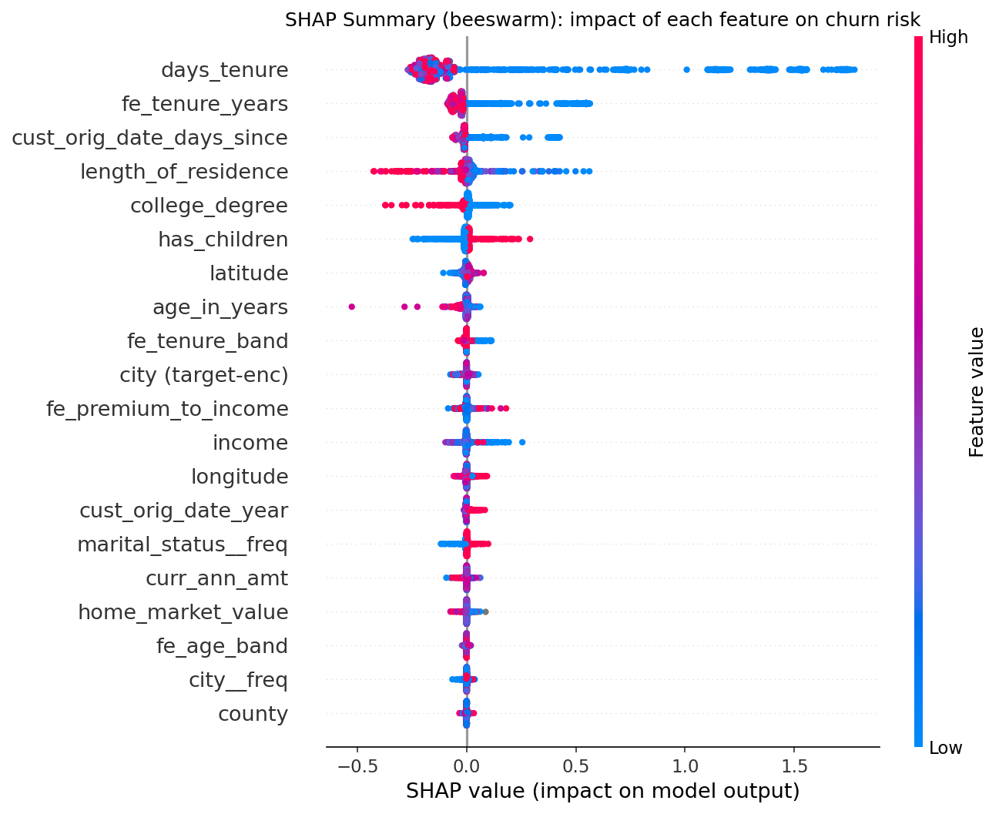 SHAP Summary (beeswarm): impact of each feature on churn risk
High
days_tenure
fe_tenure_years
cust_orig_date_days_since
length_of_residence
college_degree
has_children
latitude
age_in_years
fe_tenure_band
city (target-enc)
fe_premium_to_income
income
longitude
cust_orig_date_year
marital_status__freq
curr_ann_amt
home_market_value
fe_age_band
city__freq
county
Feature value
Low
−0.5 0.0 0.5 1.0 1.5
SHAP value (impact on model output)